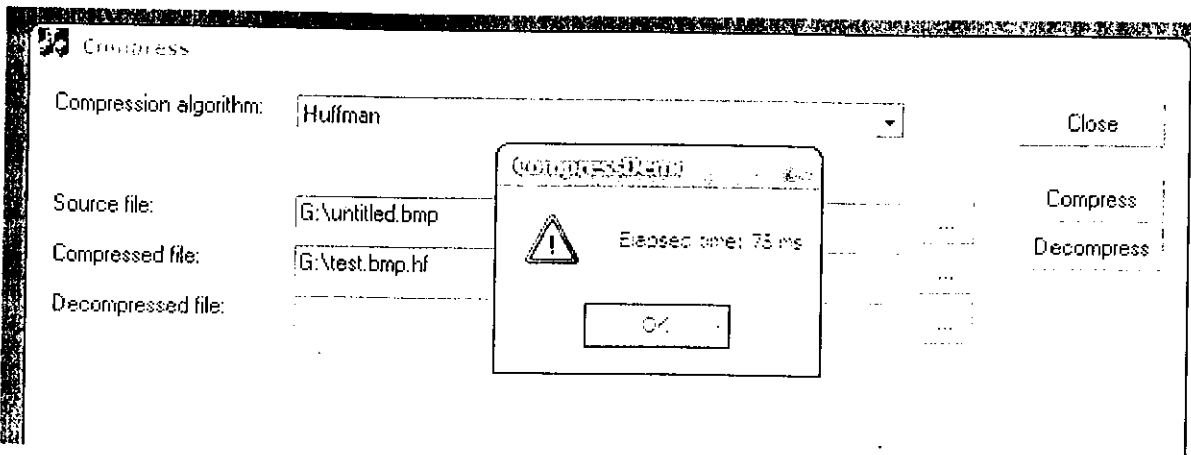 Compress
Compression algorithm:
Huffman
Close
CompressDemo
Source file:
G:\untitled.bmp
...
Compress
Elapsed time: 78 ms
Compressed file:
G:\test.bmp.hf
...
Decompress
Decompressed file:
...
OK